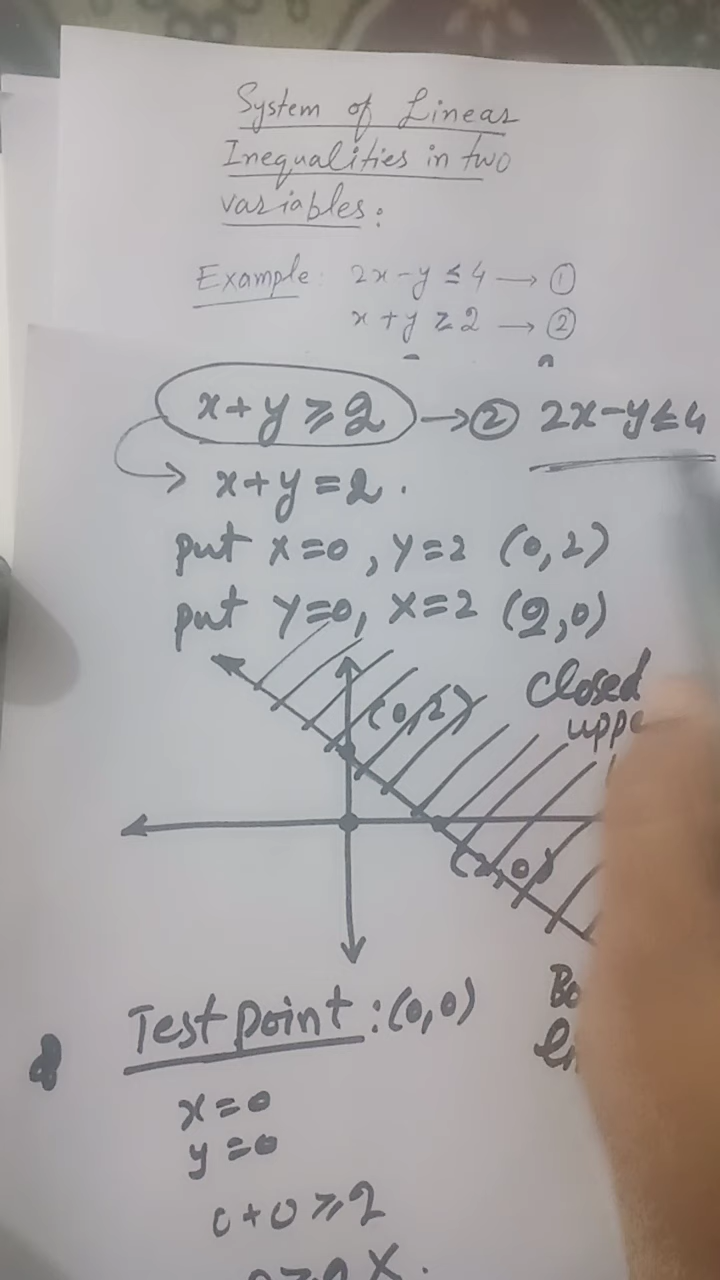 System of Linear
Inequalities in two
variables:
Example: 2x-y≤4 → ①
x+y≥2 → ②
x+y≥2 → ② 2x-y≤4
→ x+y=2.
put x=0, y=2 (0,2)
put y=0, x=2 (2,0)
closed
(0,2)
(2,0)
Test point: (0,0)
x=0
y=0
0+0≥2